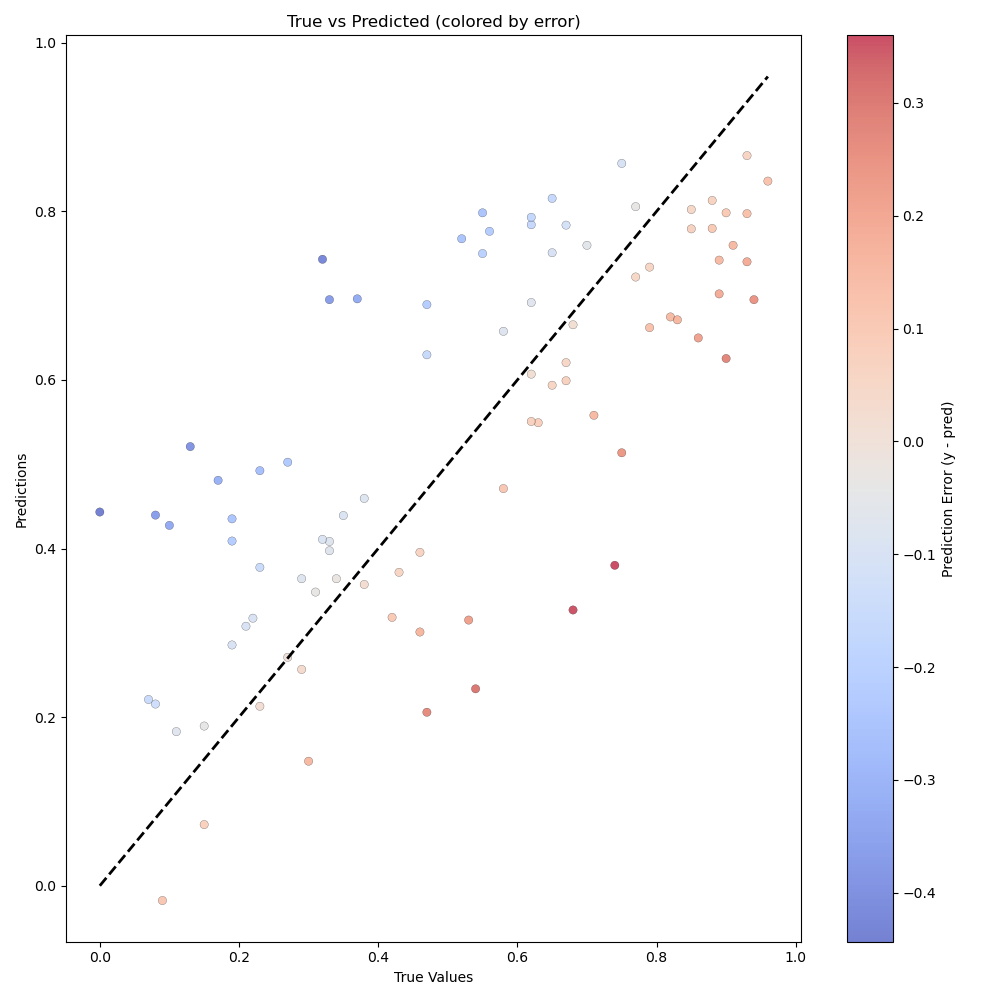 True vs Predicted (colored by error)
1.0
0.8
0.6
0.4
0.2
0.0
Predictions
0.0 0.2 0.4 0.6 0.8 1.0
True Values
0.3
0.2
0.1
0.0
−0.1
−0.2
−0.3
−0.4
Prediction Error (y - pred)